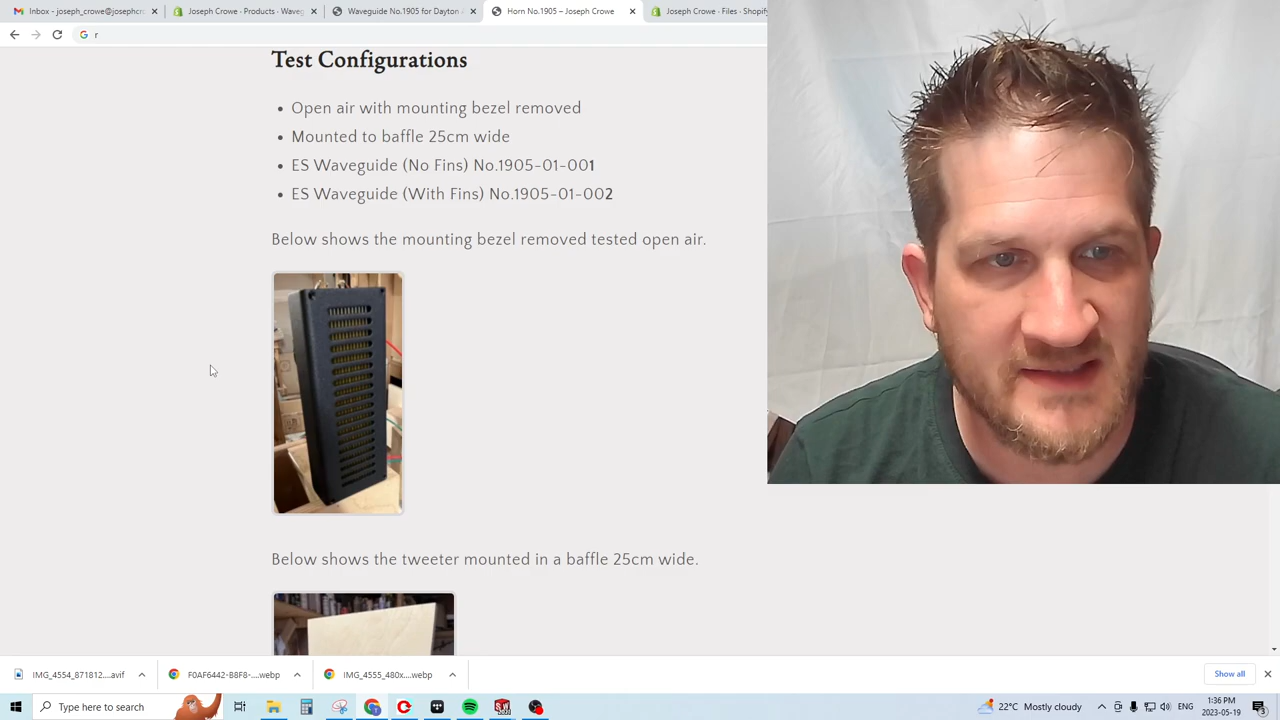 Inbox - joseph_crowe@josephcr
Joseph Crowe · Products · Waveg
Waveguide No.1905 for Dayton A
Horn No.1905 – Joseph Crowe
Joseph Crowe · Files · Shopify
r
Test Configurations
• Open air with mounting bezel removed
• Mounted to baffle 25cm wide
• ES Waveguide (No Fins) No.1905-01-001
• ES Waveguide (With Fins) No.1905-01-002
Below shows the mounting bezel removed tested open air.
Below shows the tweeter mounted in a baffle 25cm wide.
IMG_4554_871812....avif
F0AF6442-B8F8-....webp
IMG_4555_480x....webp
Show all
Type here to search
22°C Mostly cloudy
ENG
1:36 PM
2023-05-19
3